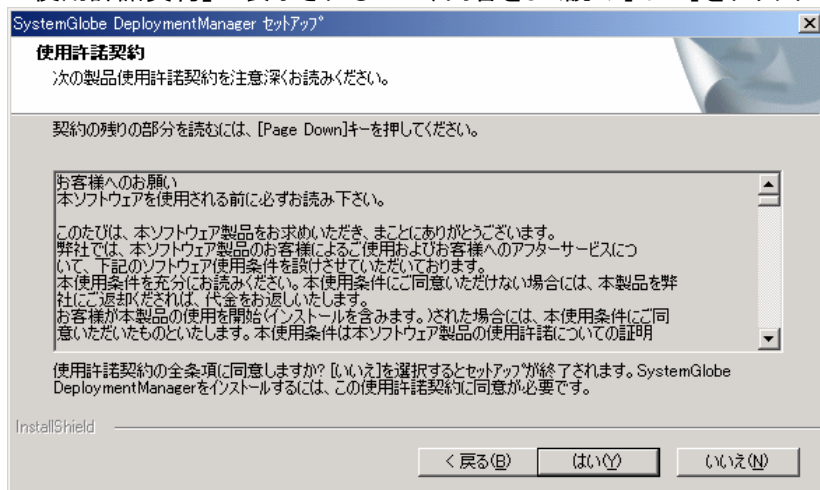 SystemGlobe DeploymentManager セットアップ
使用許諾契約
次の製品使用許諾契約を注意深くお読みください。
契約の残りの部分を読むには、[Page Down]キーを押してください。
お客様へのお願い
本ソフトウェアを使用される前に必ずお読み下さい。
このたびは、本ソフトウェア製品をお求めいただき、まことにありがとうございます。
弊社では、本ソフトウェア製品のお客様によるご使用およびお客様へのアフターサービスにつ
いて、下記のソフトウェア使用条件を設けさせていただいております。
本使用条件を充分にお読みください。本使用条件にご同意いただけない場合には、本製品を弊
社にご返却くだされば、代金をお返しいたします。
お客様が本製品の使用を開始(インストールを含みます。)された場合には、本使用条件にご同
意いただいたものといたします。本使用条件は本ソフトウェア製品の使用許諾についての証明
使用許諾契約の全条項に同意しますか? [いいえ]を選択するとセットアップが終了されます。SystemGlobe
DeploymentManagerをインストールするには、この使用許諾契約に同意が必要です。
InstallShield
< 戻る(B) はい(Y) いいえ(N)